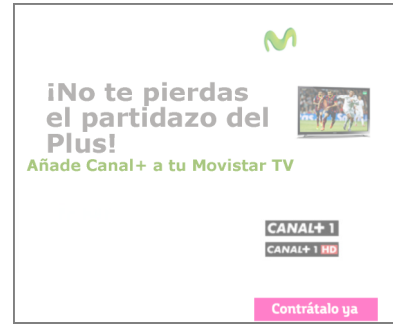 ¡No te pierdas
el partidazo del
Plus!
Añade Canal+ a tu Movistar TV
CANAL+ 1
CANAL+ 1 HD
Contrátalo ya